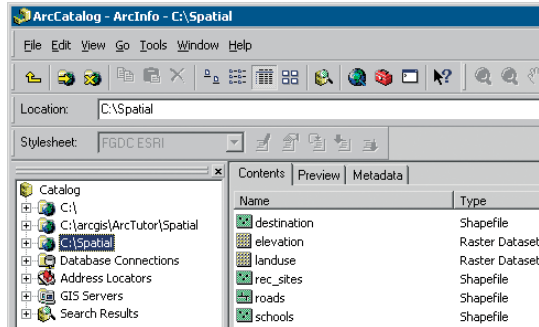 ArcCatalog - ArcInfo - C:\Spatial
File Edit View Go Tools Window Help
Location: C:\Spatial
Stylesheet: FGDC ESRI
Contents Preview Metadata
Catalog
C:\
C:\arcgis\ArcTutor\Spatial
C:\Spatial
Database Connections
Address Locators
GIS Servers
Search Results
Name Type
destination Shapefile
elevation Raster Dataset
landuse Raster Dataset
rec_sites Shapefile
roads Shapefile
schools Shapefile